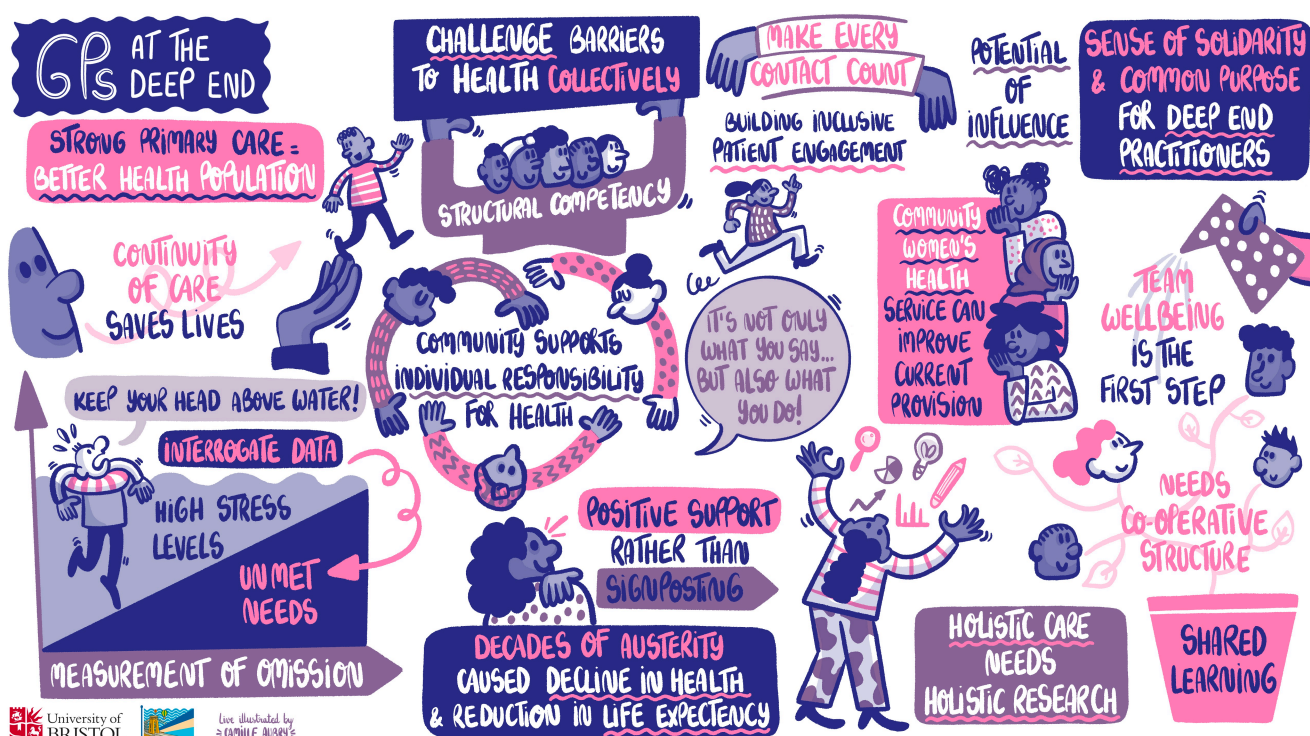 GPs AT THE
DEEP END
STRONG PRIMARY CARE =
BETTER HEALTH POPULATION
CONTINUITY
OF CARE
SAVES LIVES
KEEP YOUR HEAD ABOVE WATER!
INTERROGATE DATA
HIGH STRESS
LEVELS
UNMET
NEEDS
MEASUREMENT OF OMISSION
University of
BRISTOL
Live illustrated by
CAMILLE AUBRY
CHALLENGE BARRIERS
TO HEALTH COLLECTIVELY
STRUCTURAL COMPETENCY
COMMUNITY SUPPORTS
INDIVIDUAL RESPONSIBILITY
FOR HEALTH
POSITIVE SUPPORT
RATHER THAN
SIGNPOSTING
DECADES OF AUSTERITY
CAUSED DECLINE IN HEALTH
& REDUCTION IN LIFE EXPECTENCY
MAKE EVERY
CONTACT COUNT
BUILDING INCLUSIVE
PATIENT ENGAGEMENT
IT'S NOT ONLY
WHAT YOU SAY...
BUT ALSO WHAT
YOU DO!
POTENTIAL
OF
INFLUENCE
COMMUNITY
WOMEN'S
HEALTH
SERVICE CAN
IMPROVE
CURRENT
PROVISION
SENSE OF SOLIDARITY
& COMMON PURPOSE
FOR DEEP END
PRACTITIONERS
TEAM
WELLBEING
IS THE
FIRST STEP
NEEDS
CO-OPERATIVE
STRUCTURE
HOLISTIC CARE
NEEDS
HOLISTIC RESEARCH
SHARED
LEARNING